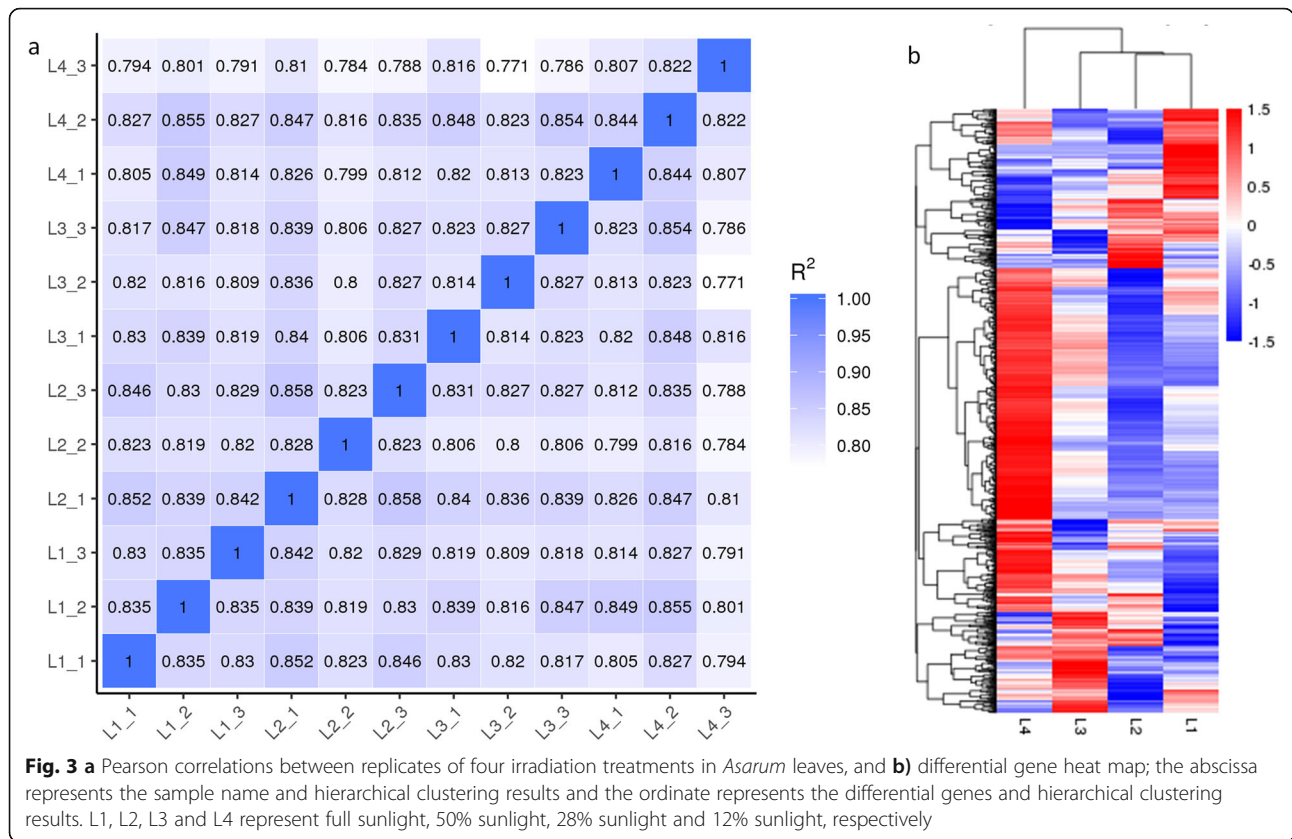 a
L4_3 0.794 0.801 0.791 0.81 0.784 0.788 0.816 0.771 0.786 0.807 0.822 1
L4_2 0.827 0.855 0.827 0.847 0.816 0.835 0.848 0.823 0.854 0.844 1 0.822
L4_1 0.805 0.849 0.814 0.826 0.799 0.812 0.82 0.813 0.823 1 0.844 0.807
L3_3 0.817 0.847 0.818 0.839 0.806 0.827 0.823 0.827 1 0.823 0.854 0.786
L3_2 0.82 0.816 0.809 0.836 0.8 0.827 0.814 1 0.827 0.813 0.823 0.771
L3_1 0.83 0.839 0.819 0.84 0.806 0.831 1 0.814 0.823 0.82 0.848 0.816
L2_3 0.846 0.83 0.829 0.858 0.823 1 0.831 0.827 0.827 0.812 0.835 0.788
L2_2 0.823 0.819 0.82 0.828 1 0.823 0.806 0.8 0.806 0.799 0.816 0.784
L2_1 0.852 0.839 0.842 1 0.828 0.858 0.84 0.836 0.839 0.826 0.847 0.81
L1_3 0.83 0.835 1 0.842 0.82 0.829 0.819 0.809 0.818 0.814 0.827 0.791
L1_2 0.835 1 0.835 0.839 0.819 0.83 0.839 0.816 0.847 0.849 0.855 0.801
L1_1 1 0.835 0.83 0.852 0.823 0.846 0.83 0.82 0.817 0.805 0.827 0.794
L1_1 L1_2 L1_3 L2_1 L2_2 L2_3 L3_1 L3_2 L3_3 L4_1 L4_2 L4_3
R²
1.00
0.95
0.90
0.85
0.80
b
1.5
1
0.5
0
-0.5
-1
-1.5
L4 L3 L2 L1
Fig. 3 a Pearson correlations between replicates of four irradiation treatments in Asarum leaves, and b) differential gene heat map; the abscissa
represents the sample name and hierarchical clustering results and the ordinate represents the differential genes and hierarchical clustering
results. L1, L2, L3 and L4 represent full sunlight, 50% sunlight, 28% sunlight and 12% sunlight, respectively